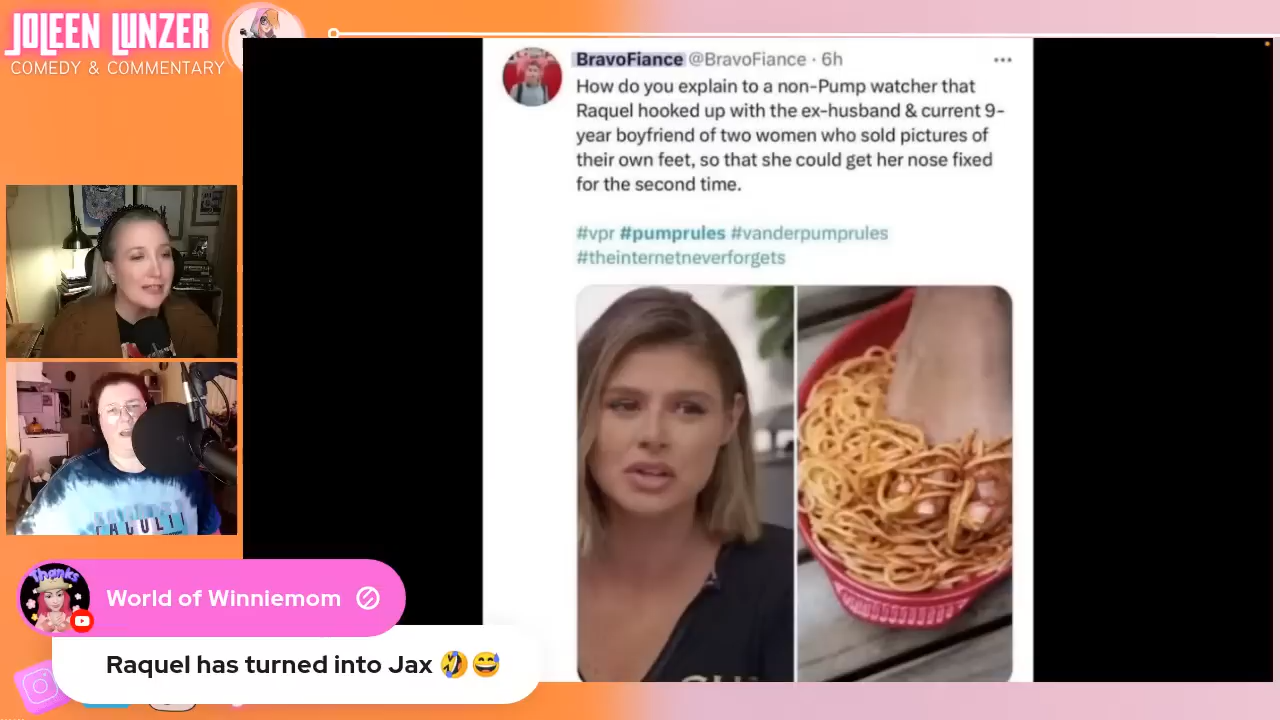 JOLEEN LUNZER
COMEDY & COMMENTARY
BravoFiance @BravoFiance · 6h
How do you explain to a non-Pump watcher that
Raquel hooked up with the ex-husband & current 9-
year boyfriend of two women who sold pictures of
their own feet, so that she could get her nose fixed
for the second time.
#vpr #pumprules #vanderpumprules
#theinternetneverforgets
Thanks
World of Winniemom
Raquel has turned into Jax 🤣😅